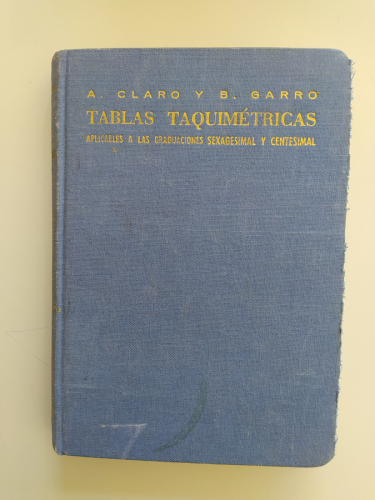 A. CLARO Y B. GARRO
TABLAS TAQUIMÉTRICAS
APLICABLES A LAS GRADUACIONES SEXAGESIMAL Y CENTESIMAL